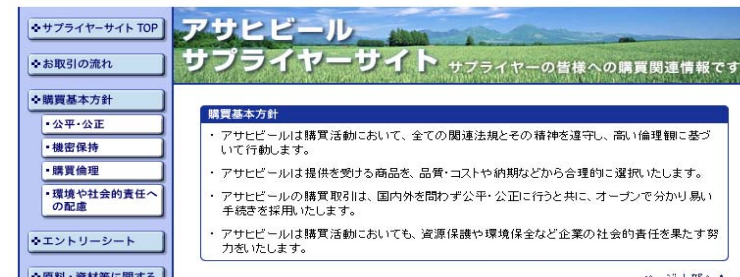 サプライヤーサイト TOP
お取引の流れ
購買基本方針
・公平・公正
・機密保持
・購買倫理
・環境や社会的責任へ
の配慮
エントリーシート
原料・資材等に関する
アサヒビール
サプライヤーサイト サプライヤーの皆様への購買関連情報です
購買基本方針
・ アサヒビールは購買活動において、全ての関連法規とその精神を遵守し、高い倫理観に基づ
いて行動します。
・ アサヒビールは提供を受ける商品を、品質・コストや納期などから合理的に選択いたします。
・ アサヒビールの購買取引は、国内外を問わず公平・公正に行うと共に、オープンで分かり易い
手続きを採用いたします。
・ アサヒビールは購買活動においても、資源保護や環境保全など企業の社会的責任を果たす努
力をいたします。